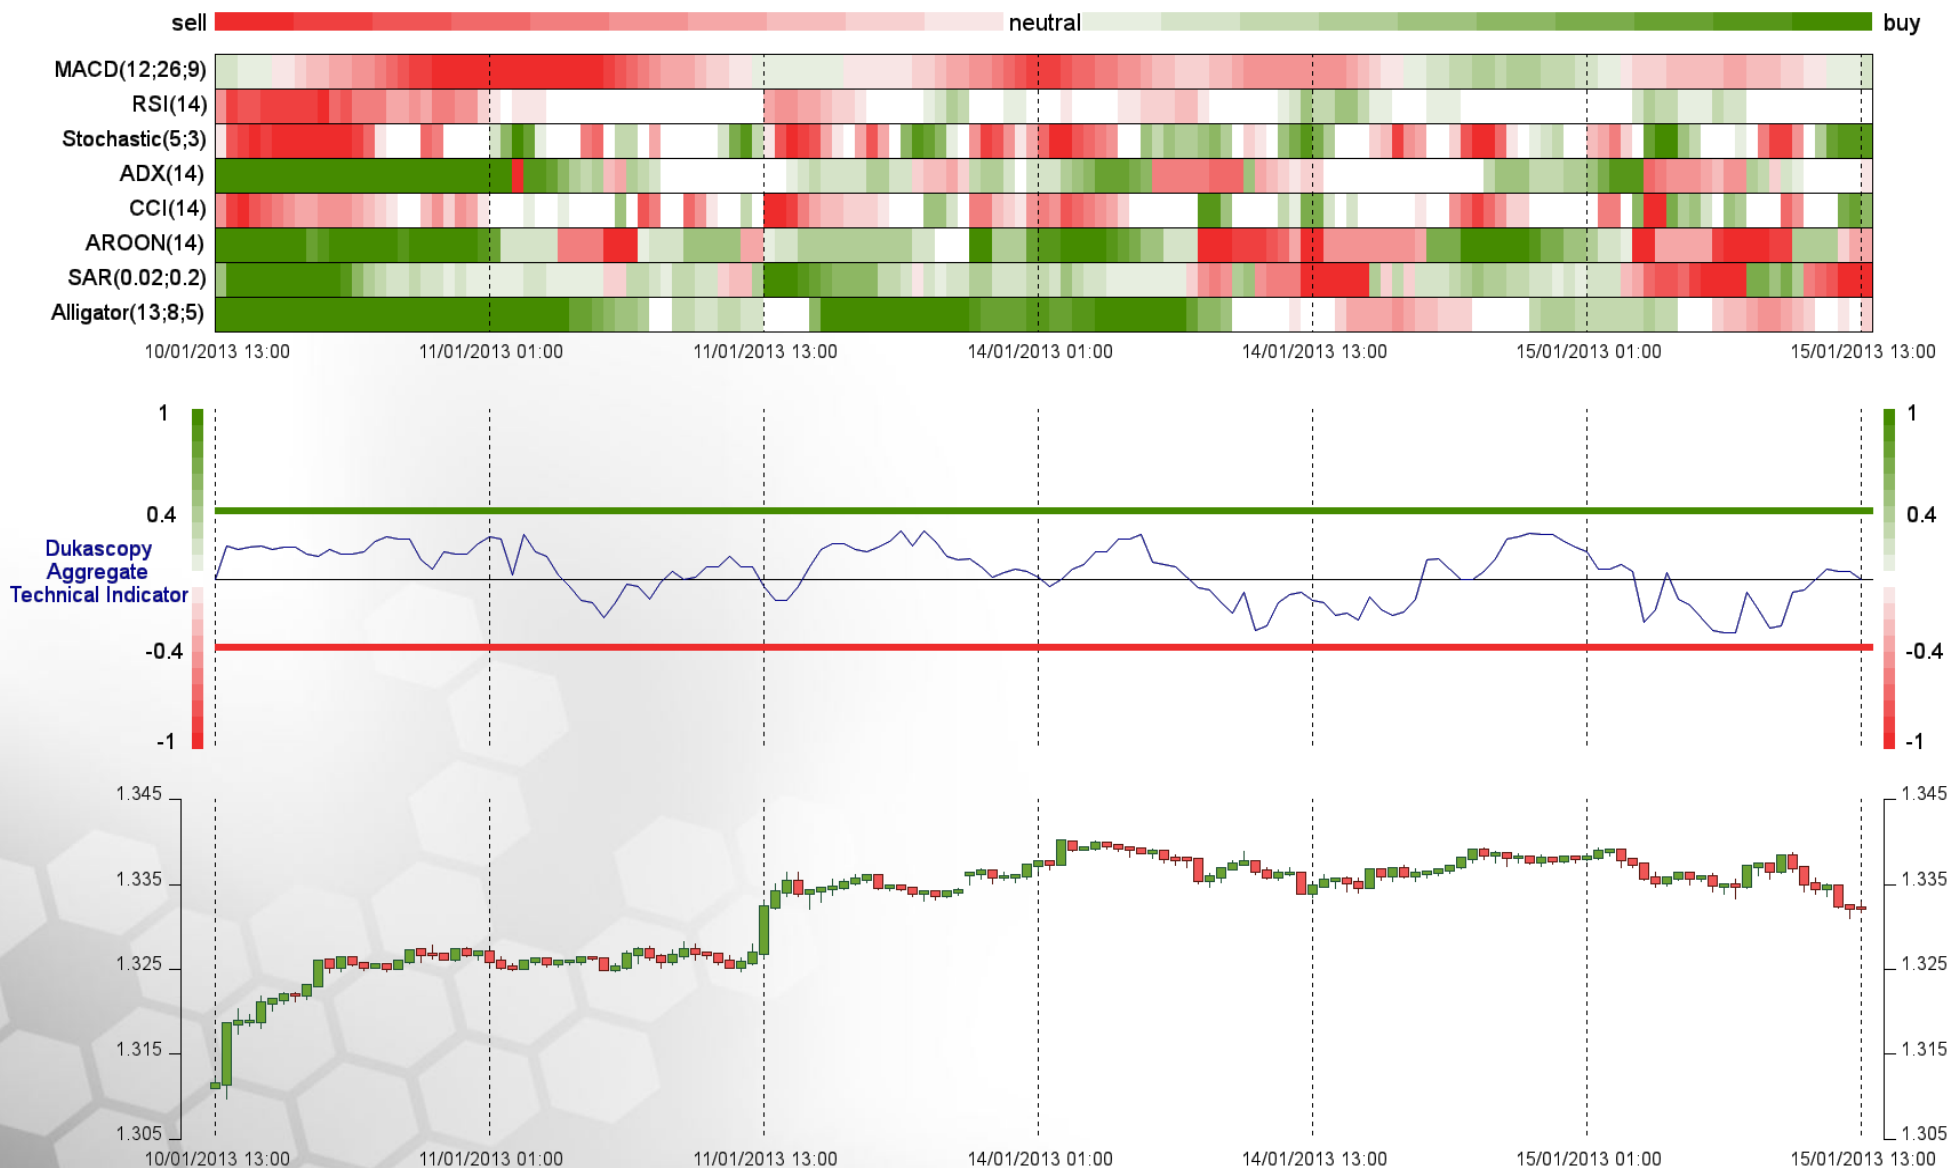 sell neutral buy
MACD(12;26;9)
RSI(14)
Stochastic(5;3)
ADX(14)
CCI(14)
AROON(14)
SAR(0.02;0.2)
Alligator(13;8;5)
10/01/2013 13:00 11/01/2013 01:00 11/01/2013 13:00 14/01/2013 01:00 14/01/2013 13:00 15/01/2013 01:00 15/01/2013 13:00
1 1
0.4 0.4
Dukascopy
Aggregate
Technical Indicator
-0.4 -0.4
-1 -1
1.345 1.345
1.335 1.335
1.325 1.325
1.315 1.315
1.305 1.305
10/01/2013 13:00 11/01/2013 01:00 11/01/2013 13:00 14/01/2013 01:00 14/01/2013 13:00 15/01/2013 01:00 15/01/2013 13:00